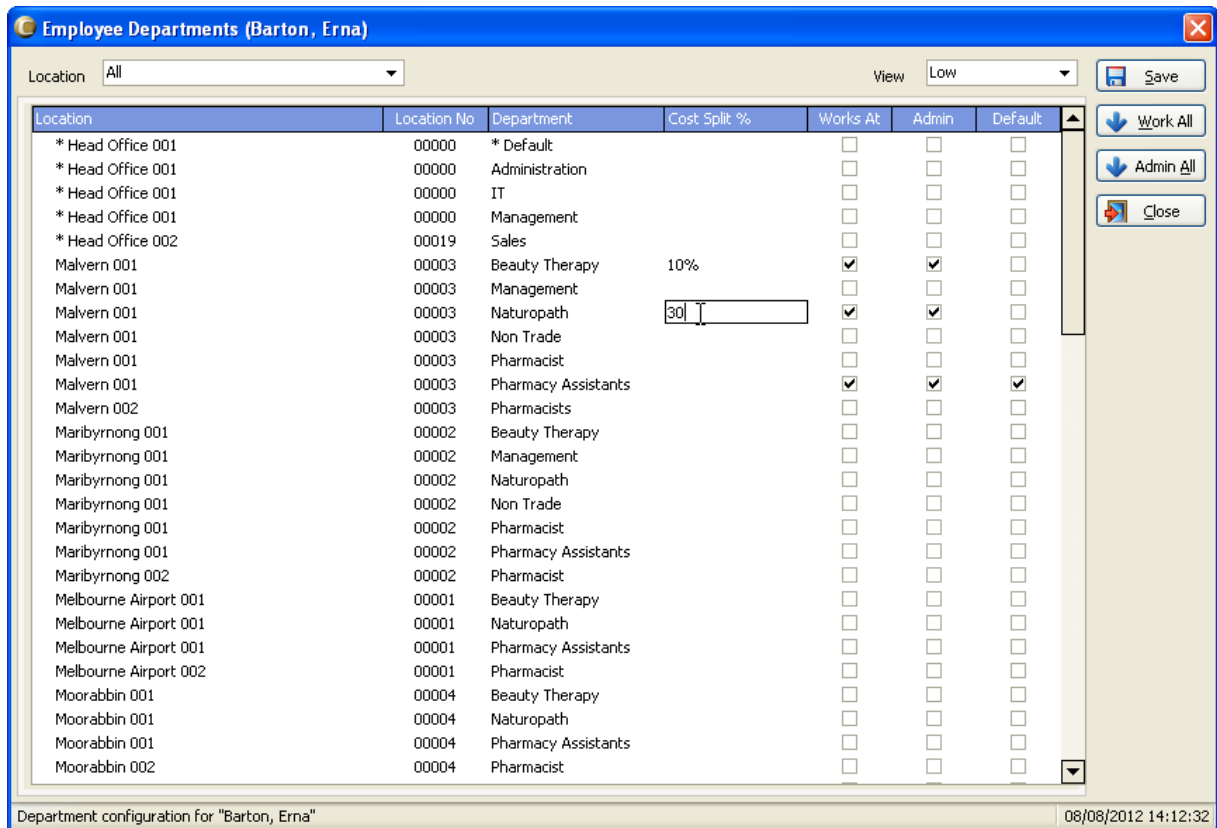 Employee Departments (Barton, Erna)
Location All View Low Save
Location Location No Department Cost Split % Works At Admin Default Work All
* Head Office 001 00000 * Default
* Head Office 001 00000 Administration Admin All
* Head Office 001 00000 IT
* Head Office 001 00000 Management Close
* Head Office 002 00019 Sales
Malvern 001 00003 Beauty Therapy 10%
Malvern 001 00003 Management
Malvern 001 00003 Naturopath 30
Malvern 001 00003 Non Trade
Malvern 001 00003 Pharmacist
Malvern 001 00003 Pharmacy Assistants
Malvern 002 00003 Pharmacists
Maribyrnong 001 00002 Beauty Therapy
Maribyrnong 001 00002 Management
Maribyrnong 001 00002 Naturopath
Maribyrnong 001 00002 Non Trade
Maribyrnong 001 00002 Pharmacist
Maribyrnong 001 00002 Pharmacy Assistants
Maribyrnong 002 00002 Pharmacist
Melbourne Airport 001 00001 Beauty Therapy
Melbourne Airport 001 00001 Naturopath
Melbourne Airport 001 00001 Pharmacy Assistants
Melbourne Airport 002 00001 Pharmacist
Moorabbin 001 00004 Beauty Therapy
Moorabbin 001 00004 Naturopath
Moorabbin 001 00004 Pharmacy Assistants
Moorabbin 002 00004 Pharmacist
Department configuration for "Barton, Erna" 08/08/2012 14:12:32